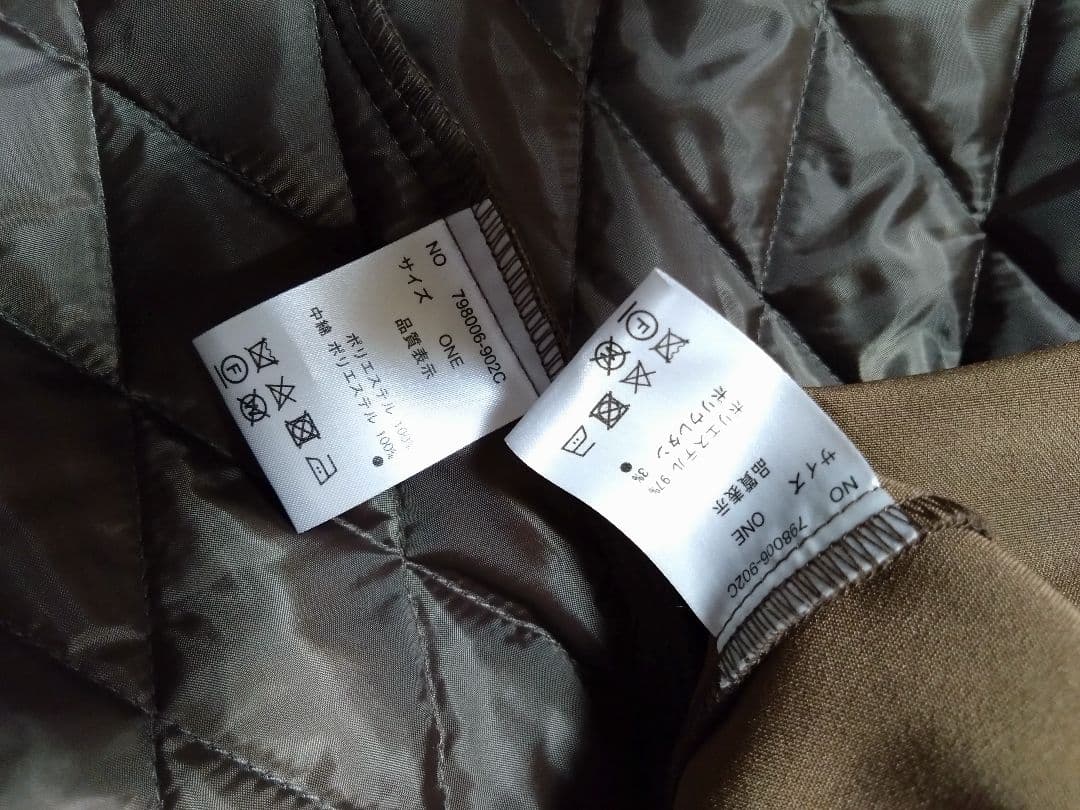 NO 798006-902C
サイズ ONE
品質表示
ポリエステル 100%
中綿 ポリエステル 100%
F
W
NO 798006-902C
サイズ ONE
品質表示
ポリエステル 97%
ポリウレタン 3%
F
W